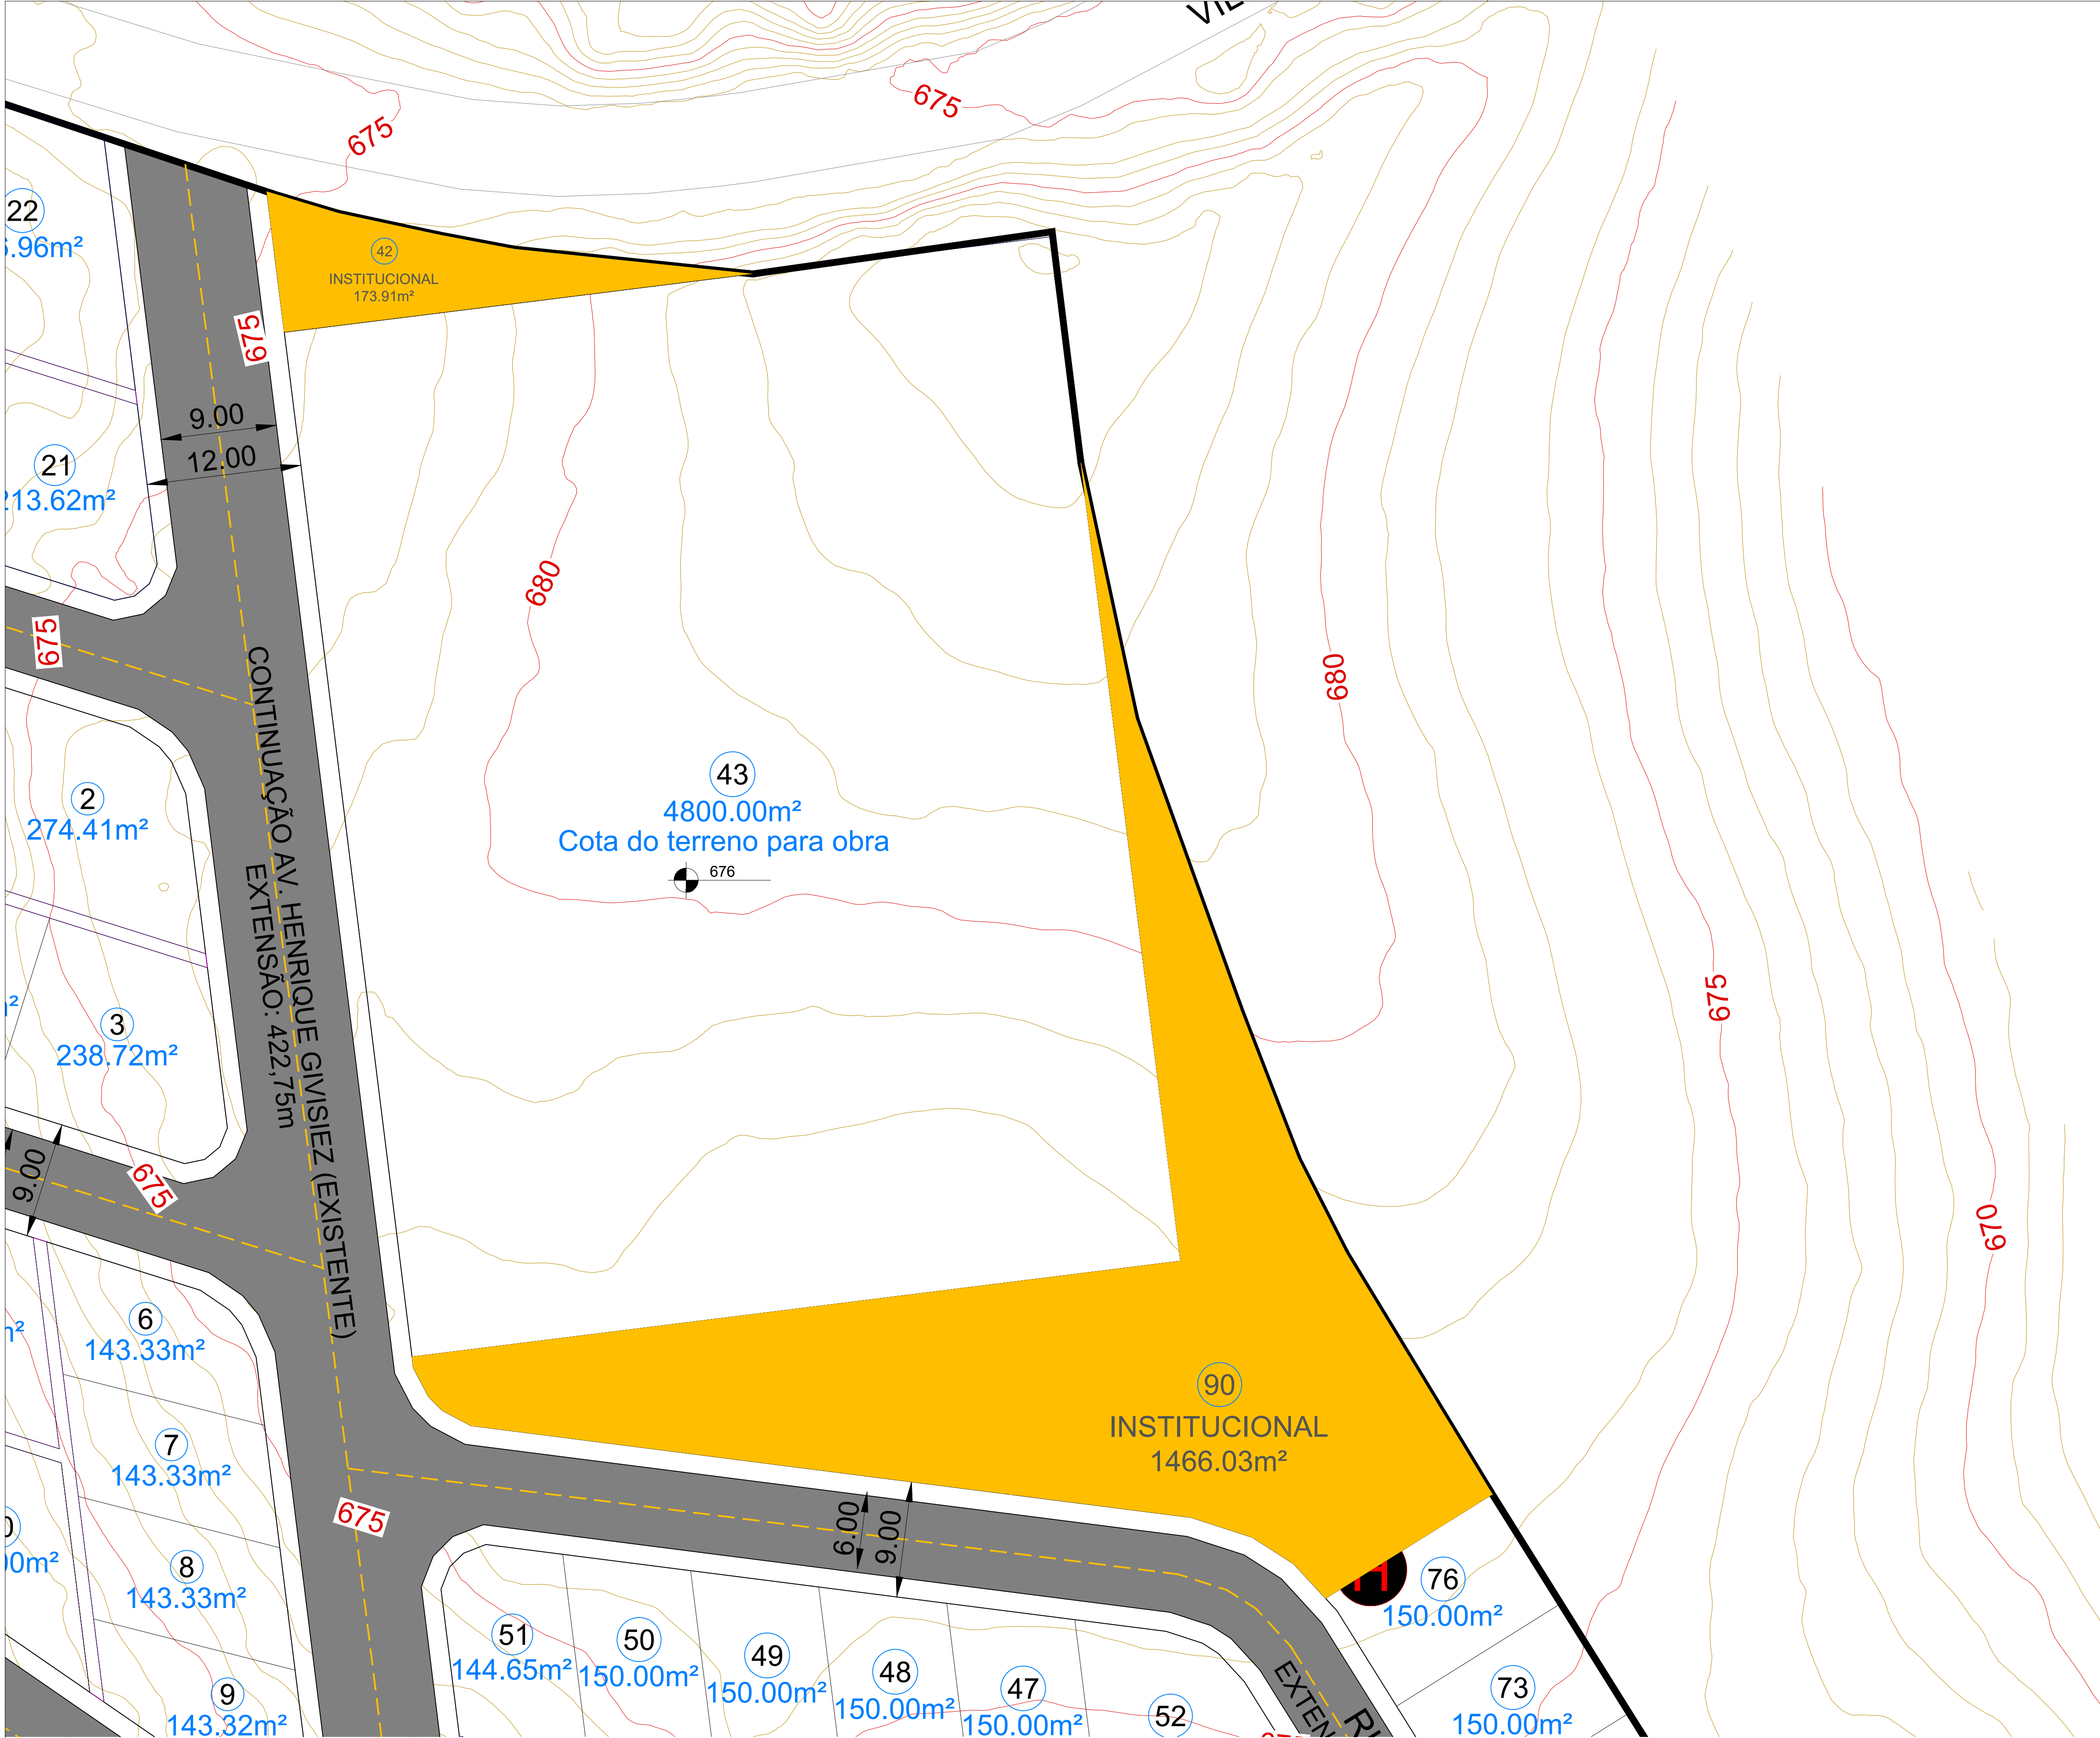 675
675
22
42
INSTITUCIONAL
173.91m²
675
9.00
12.00
21
213.62m²
680
675
680
CONTINUAÇÃO AV. HENRIQUE GIVISIEZ (EXISTENTE)
EXTENSÃO: 422,75m
43
4800.00m²
Cota do terreno para obra
676
2
274.41m²
675
3
238.72m²
9.00
675
670
6
143.33m²
90
INSTITUCIONAL
1466.03m²
7
143.33m²
675
6.00
9.00
8
143.33m²
H
76
150.00m²
51
144.65m²
50
150.00m²
49
150.00m²
48
150.00m²
47
150.00m²
52
73
150.00m²
9
143.32m²